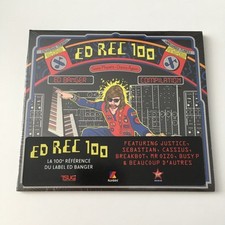 ED REC 100
ED BANGER
COMPILATION
ED REC 100
LA 100e RÉFÉRENCE
DU LABEL ED BANGER
FEATURING JUSTICE,
SEBASTIAN, CASSIUS,
BREAKBOT, MR OIZO, BUSY P
& BEAUCOUP D'AUTRES